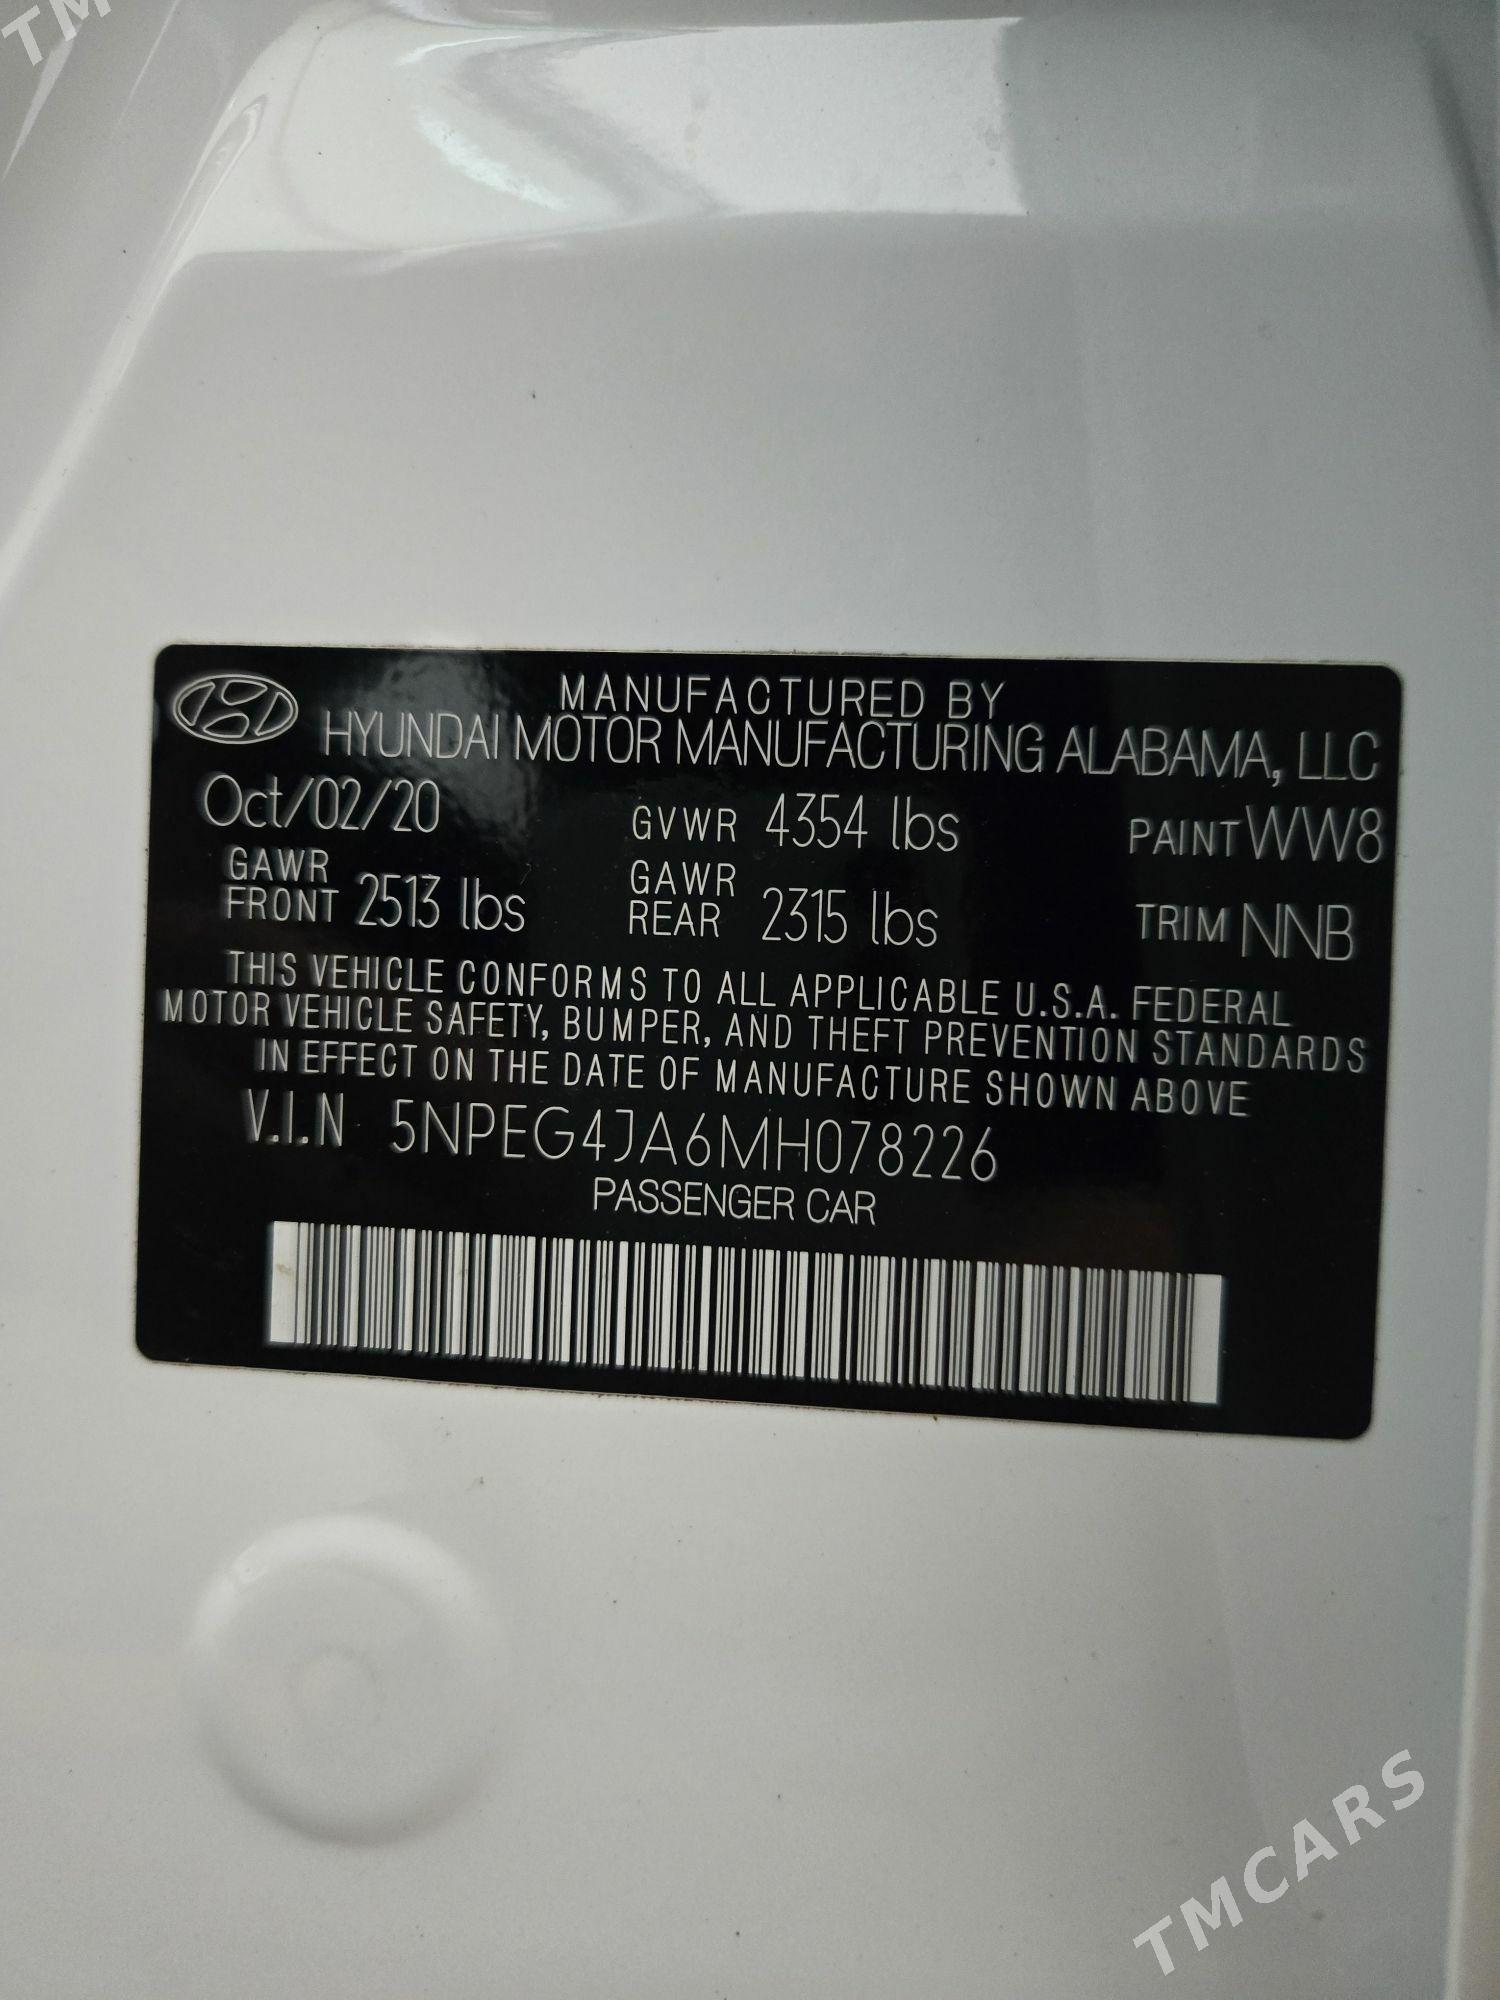 TM
MANUFACTURED BY
HYUNDAI MOTOR MANUFACTURING ALABAMA, LLC
Oct/02/20 GVWR 4354 lbs PAINT WW8
GAWR FRONT 2513 lbs GAWR REAR 2315 lbs TRIM NNB
THIS VEHICLE CONFORMS TO ALL APPLICABLE U.S.A. FEDERAL
MOTOR VEHICLE SAFETY, BUMPER, AND THEFT PREVENTION STANDARDS
IN EFFECT ON THE DATE OF MANUFACTURE SHOWN ABOVE
V.I.N 5NPEG4JA6MH078226
PASSENGER CAR
TMCARS